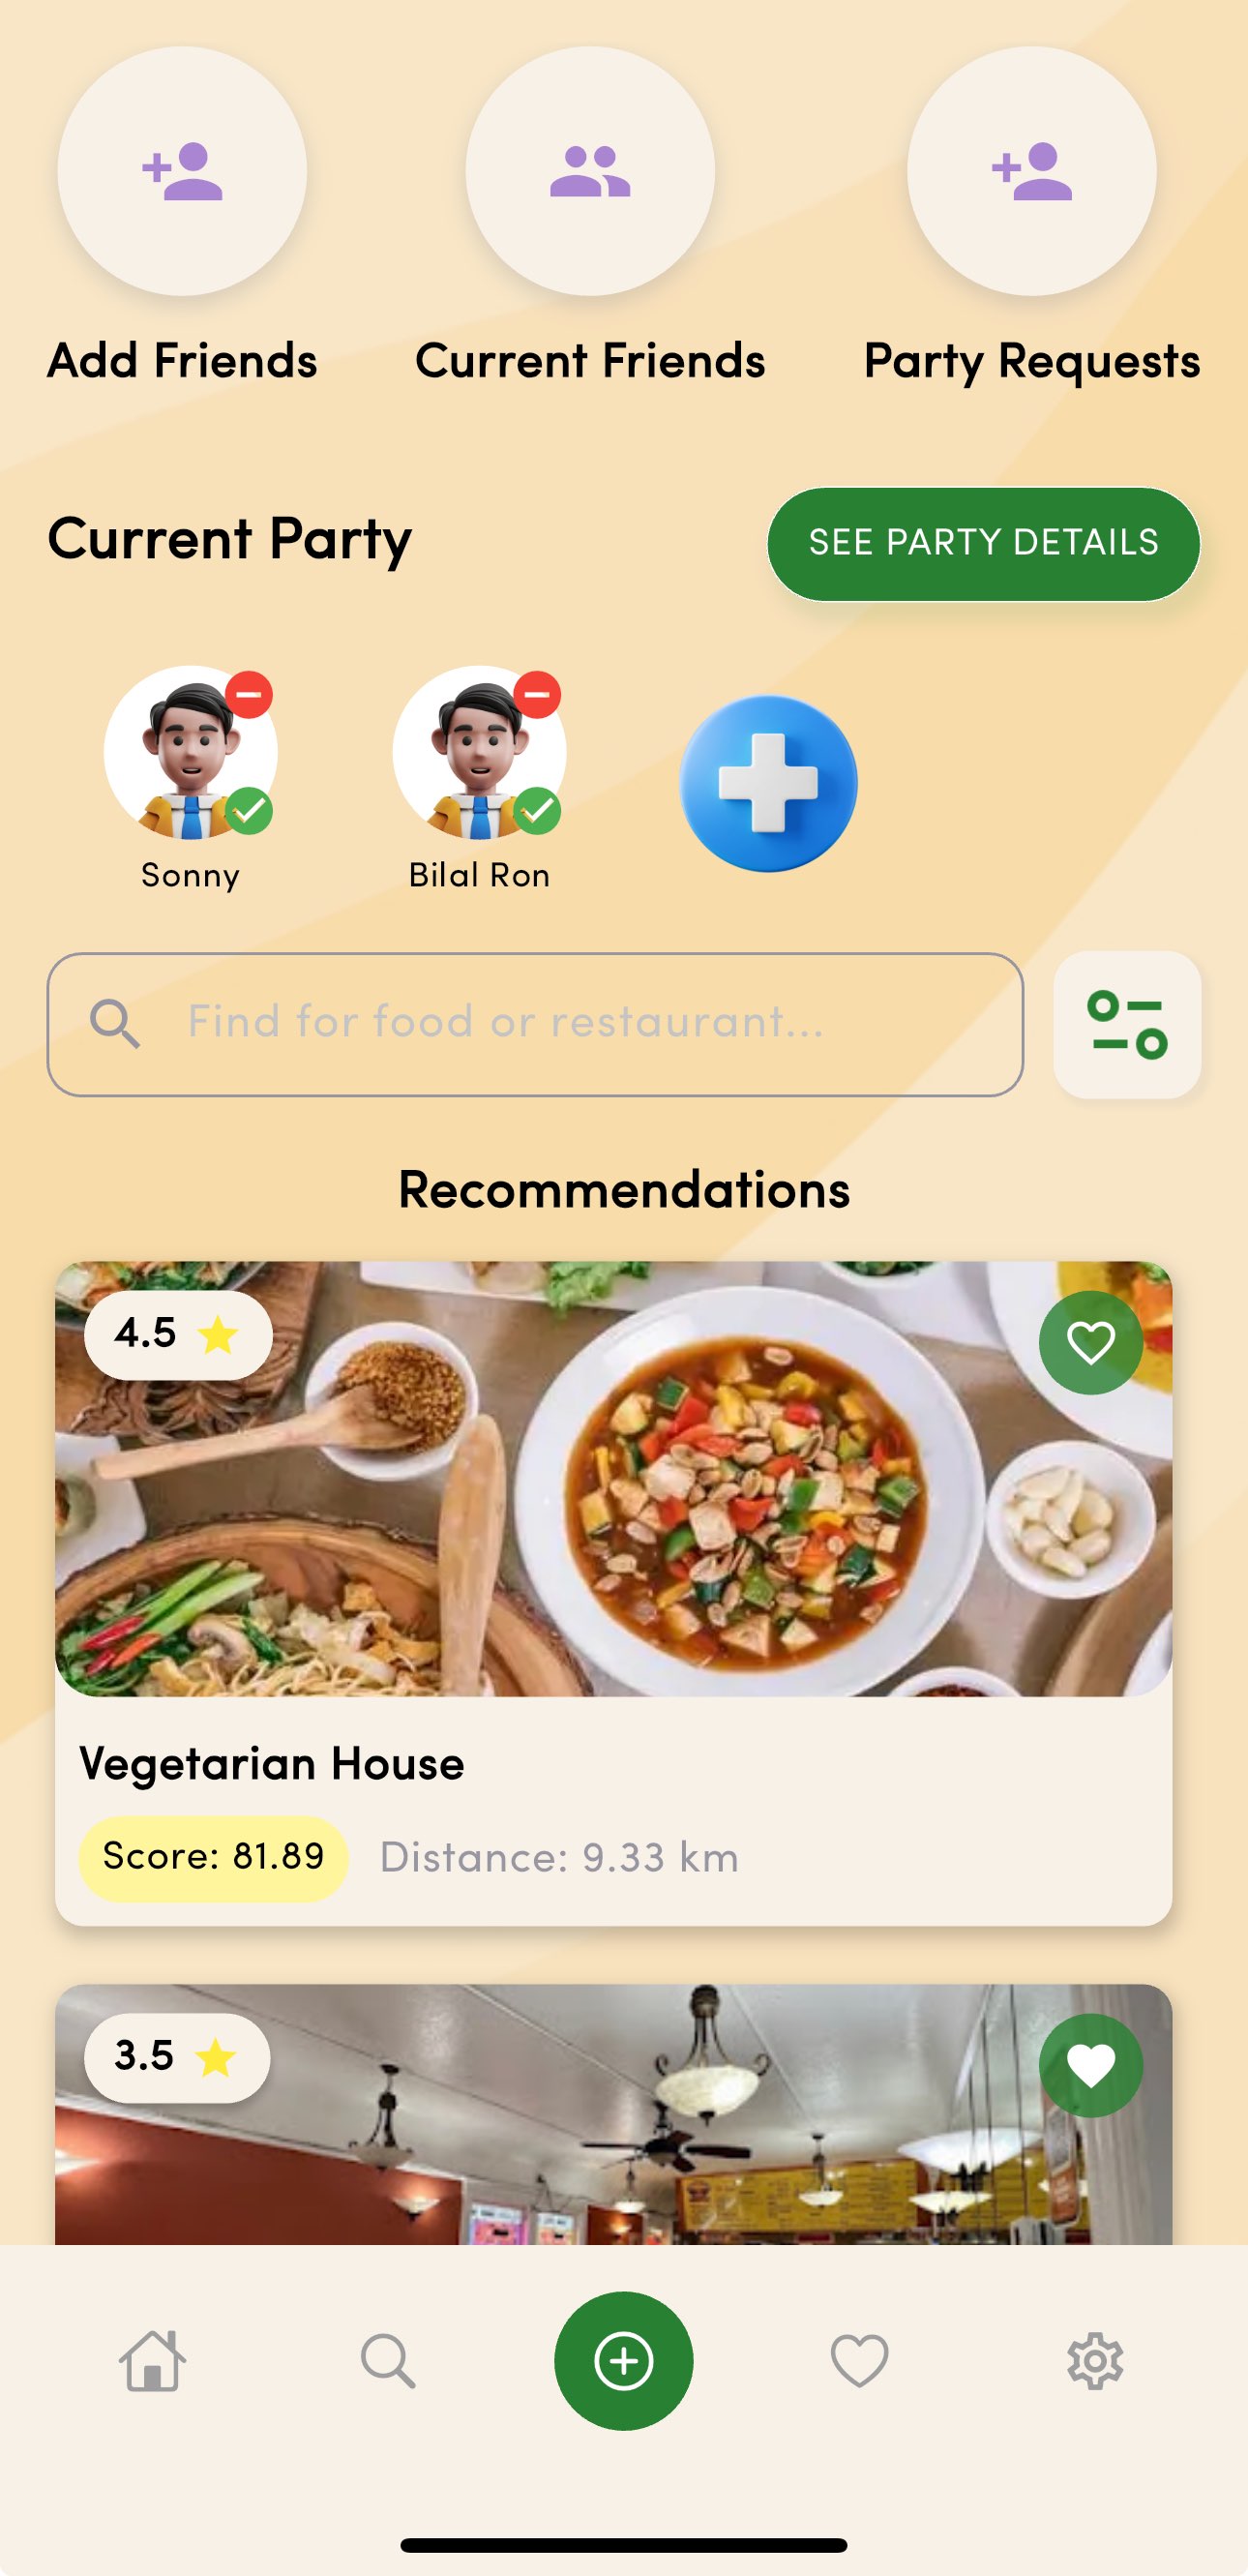 Add Friends
Current Friends
Party Requests
Current Party
SEE PARTY DETAILS
Sonny
Bilal Ron
Find for food or restaurant...
Recommendations
4.5
Vegetarian House
Score: 81.89
Distance: 9.33 km
3.5